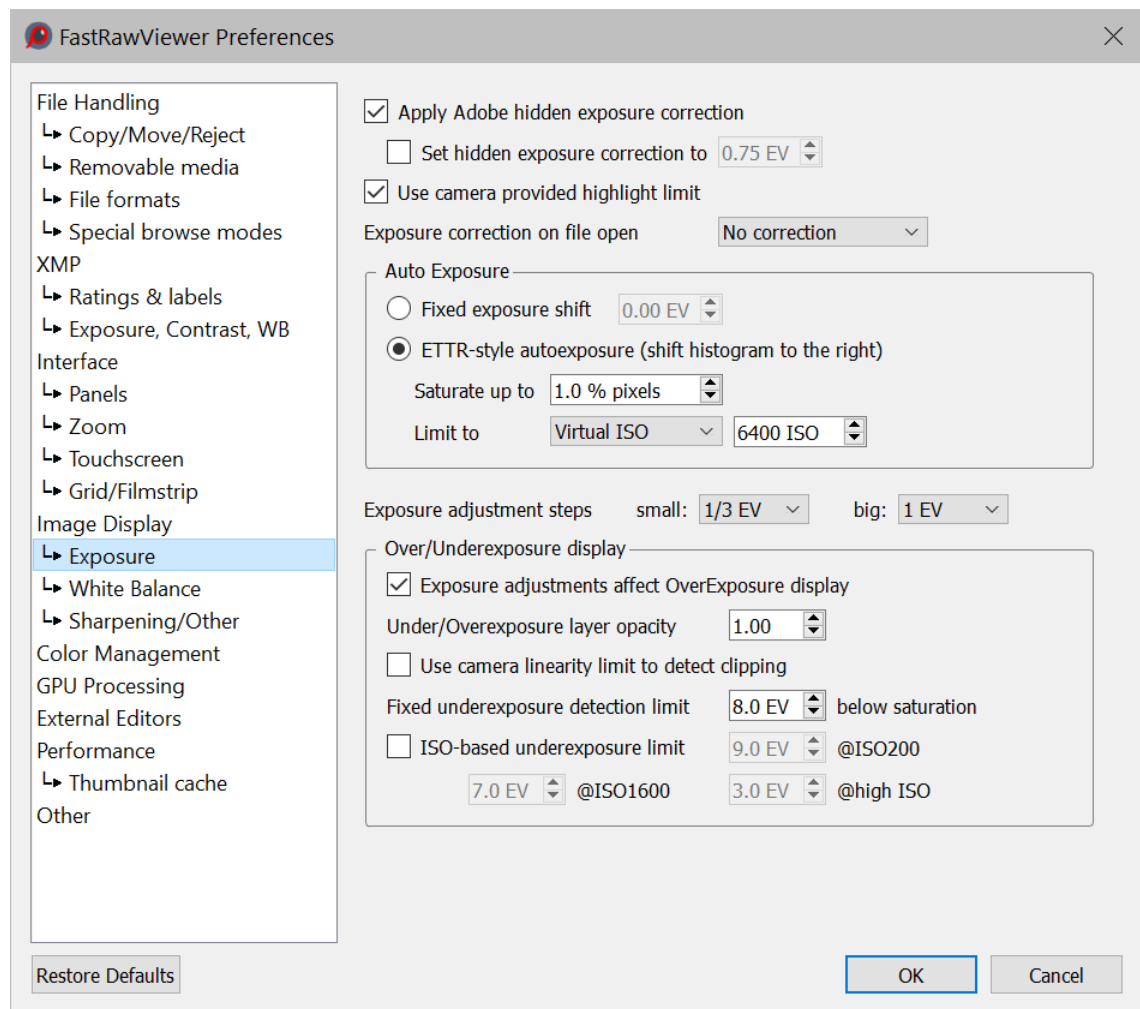 FastRawViewer Preferences
File Handling
Copy/Move/Reject
Removable media
File formats
Special browse modes
XMP
Ratings & labels
Exposure, Contrast, WB
Interface
Panels
Zoom
Touchscreen
Grid/Filmstrip
Image Display
Exposure
White Balance
Sharpening/Other
Color Management
GPU Processing
External Editors
Performance
Thumbnail cache
Other
Apply Adobe hidden exposure correction
Set hidden exposure correction to 0.75 EV
Use camera provided highlight limit
Exposure correction on file open No correction
Auto Exposure
Fixed exposure shift 0.00 EV
ETTR-style autoexposure (shift histogram to the right)
Saturate up to 1.0 % pixels
Limit to Virtual ISO 6400 ISO
Exposure adjustment steps small: 1/3 EV big: 1 EV
Over/Underexposure display
Exposure adjustments affect OverExposure display
Under/Overexposure layer opacity 1.00
Use camera linearity limit to detect clipping
Fixed underexposure detection limit 8.0 EV below saturation
ISO-based underexposure limit 9.0 EV @ISO200
7.0 EV @ISO1600 3.0 EV @high ISO
Restore Defaults OK Cancel